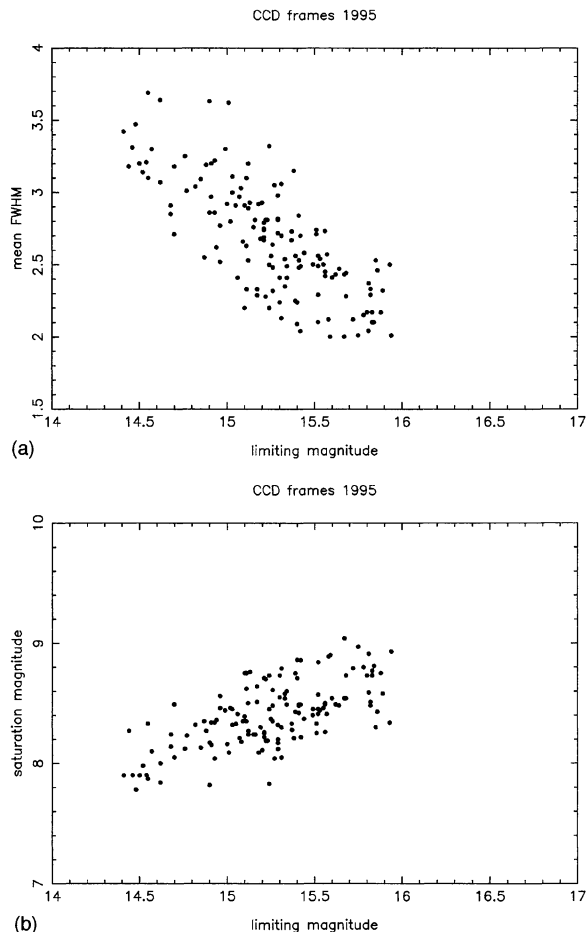 CCD frames 1995
4
3.5
3
2.5
2
1.5
mean FWHM
14 14.5 15 15.5 16 16.5 17
(a)
limiting magnitude
CCD frames 1995
10
9
8
7
saturation magnitude
14 14.5 15 15.5 16 16.5 17
limiting magnitude
(b)